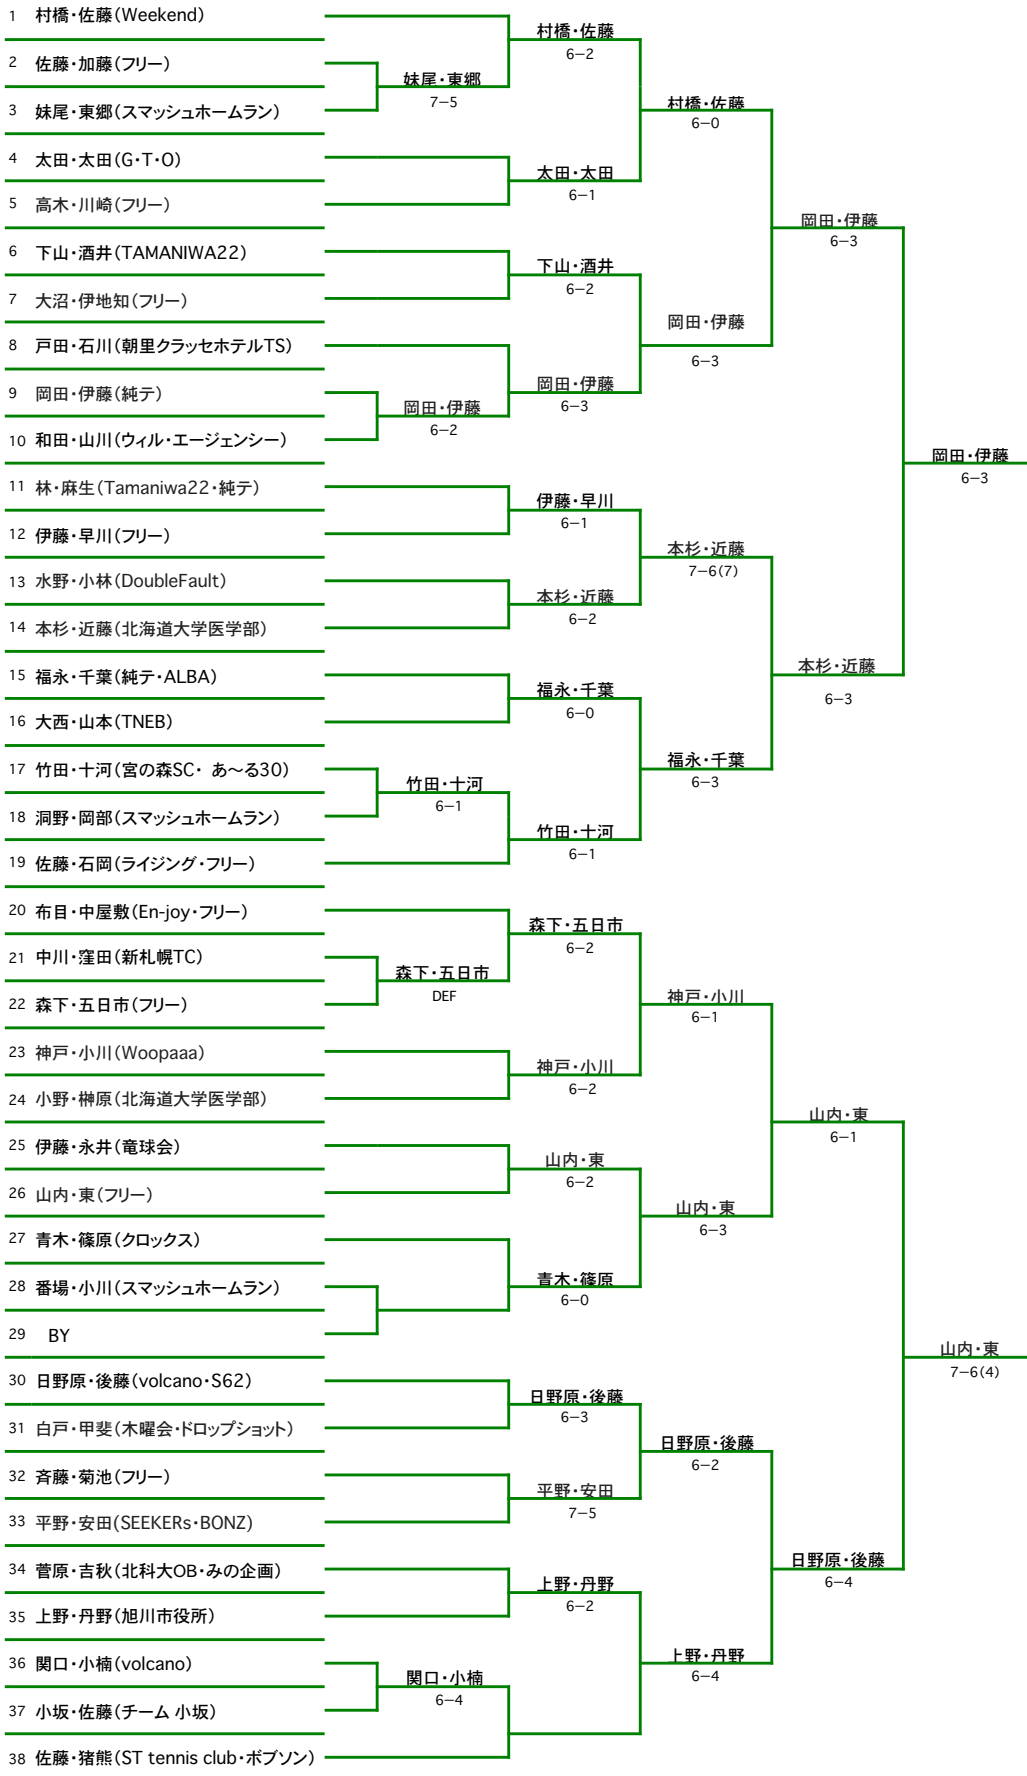 1 村橋・佐藤(Weekend)
2 佐藤・加藤(フリー)
3 妹尾・東郷(スマッシュホームラン)
4 太田・太田(G・T・O)
5 高木・川崎(フリー)
6 下山・酒井(TAMANIWA22)
7 大沼・伊地知(フリー)
8 戸田・石川(朝里クラッセホテルTS)
9 岡田・伊藤(純テ)
10 和田・山川(ウィル・エージェンシー)
11 林・麻生(Tamaniwa22・純テ)
12 伊藤・早川(フリー)
13 水野・小林(DoubleFault)
14 本杉・近藤(北海道大学医学部)
15 福永・千葉(純テ・ALBA)
16 大西・山本(TNEB)
17 竹田・十河(宮の森SC・ あ〜る30)
18 洞野・岡部(スマッシュホームラン)
19 佐藤・石岡(ライジング・フリー)
20 布目・中屋敷(En-joy・フリー)
21 中川・窪田(新札幌TC)
22 森下・五日市(フリー)
23 神戸・小川(Woopaaa)
24 小野・榊原(北海道大学医学部)
25 伊藤・永井(竜球会)
26 山内・東(フリー)
27 青木・篠原(クロックス)
28 番場・小川(スマッシュホームラン)
29 BY
30 日野原・後藤(volcano・S62)
31 白戸・甲斐(木曜会・ドロップショット)
32 斉藤・菊池(フリー)
33 平野・安田(SEEKERs・BONZ)
34 菅原・吉秋(北科大OB・みの企画)
35 上野・丹野(旭川市役所)
36 関口・小楠(volcano)
37 小坂・佐藤(チーム 小坂)
38 佐藤・猪熊(ST tennis club・ボブソン)
妹尾・東郷
7−5
岡田・伊藤
6−2
竹田・十河
6−1
森下・五日市
DEF
関口・小楠
6−4
村橋・佐藤
6−2
太田・太田
6−1
下山・酒井
6−2
岡田・伊藤
6−3
伊藤・早川
6−1
本杉・近藤
6−2
福永・千葉
6−0
竹田・十河
6−1
森下・五日市
6−2
神戸・小川
6−2
山内・東
6−2
青木・篠原
6−0
日野原・後藤
6−3
平野・安田
7−5
上野・丹野
6−2
村橋・佐藤
6−0
岡田・伊藤
6−3
本杉・近藤
7−6(7)
福永・千葉
6−3
神戸・小川
6−1
山内・東
6−3
日野原・後藤
6−2
上野・丹野
6−4
岡田・伊藤
6−3
本杉・近藤
6−3
山内・東
6−1
日野原・後藤
6−4
岡田・伊藤
6−3
山内・東
7−6(4)